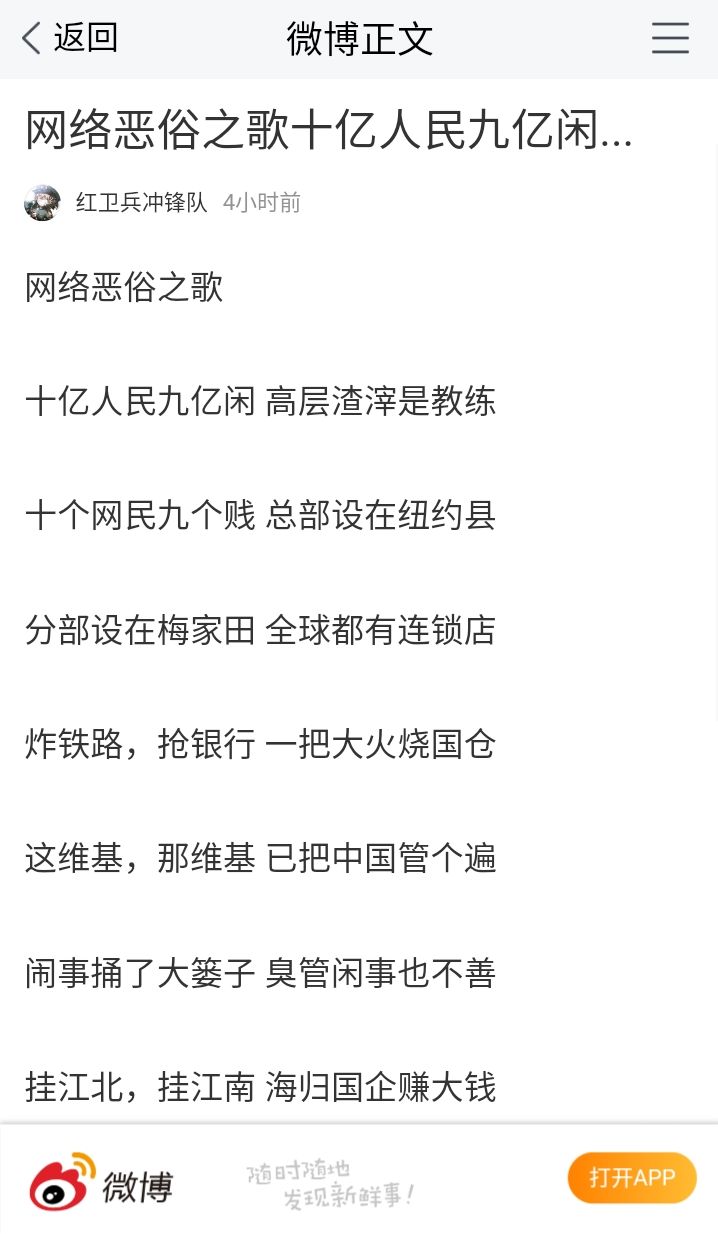 返回
微博正文
网络恶俗之歌十亿人民九亿闲...
红卫兵冲锋队 4小时前
网络恶俗之歌
十亿人民九亿闲 高层渣滓是教练
十个网民九个贱 总部设在纽约县
分部设在梅家田 全球都有连锁店
炸铁路，抢银行 一把大火烧国仓
这维基，那维基 已把中国管个遍
闹事捅了大篓子 臭管闲事也不善
挂江北，挂江南 海归国企赚大钱
微博
随时随地
发现新鲜事！
打开APP